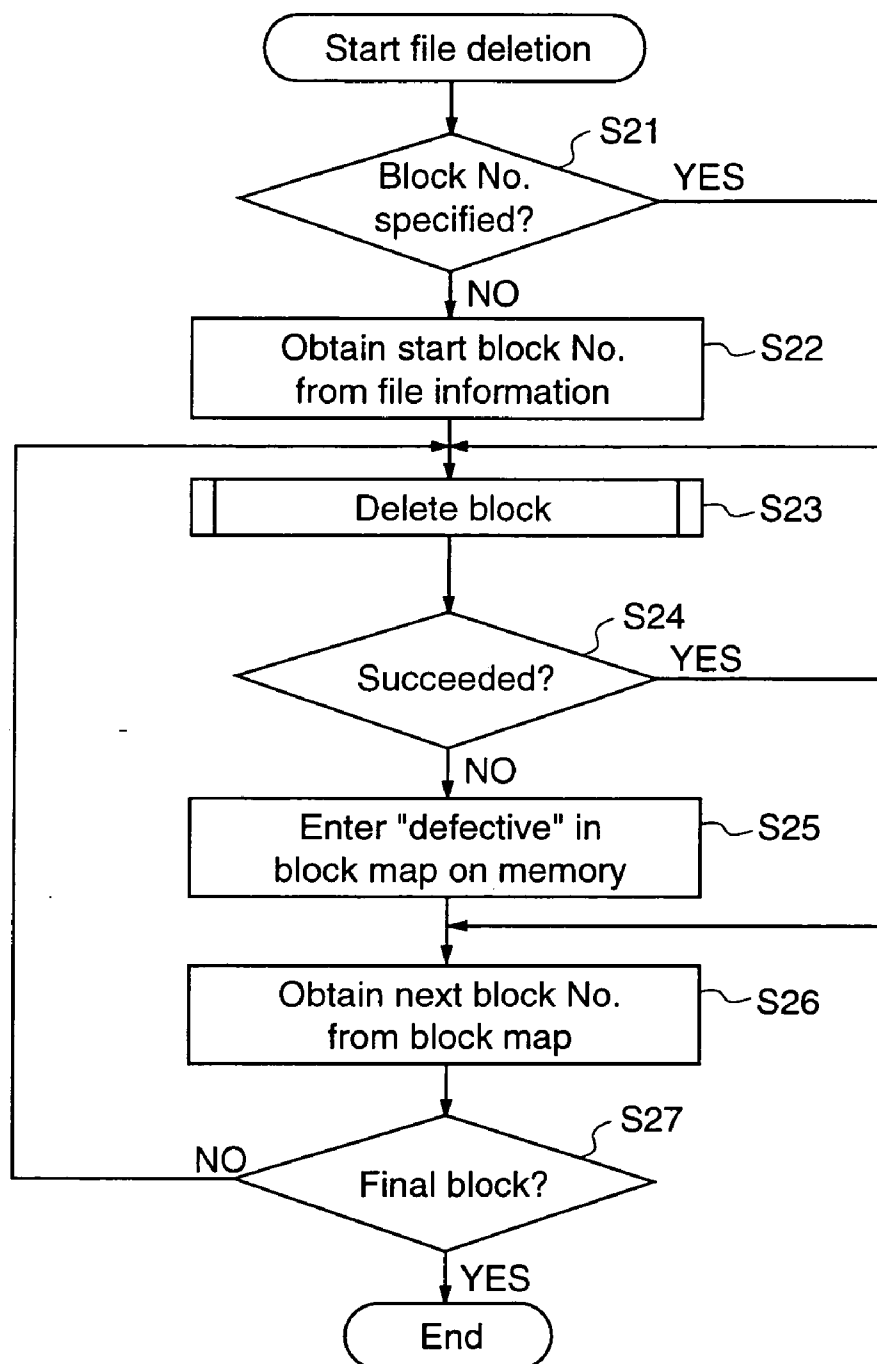 Start file deletion
S21
Block No.
specified?
YES
NO
Obtain start block No.
from file information
S22
Delete block
S23
S24
Succeeded?
YES
NO
Enter "defective" in
block map on memory
S25
Obtain next block No.
from block map
S26
S27
NO
Final block?
YES
End